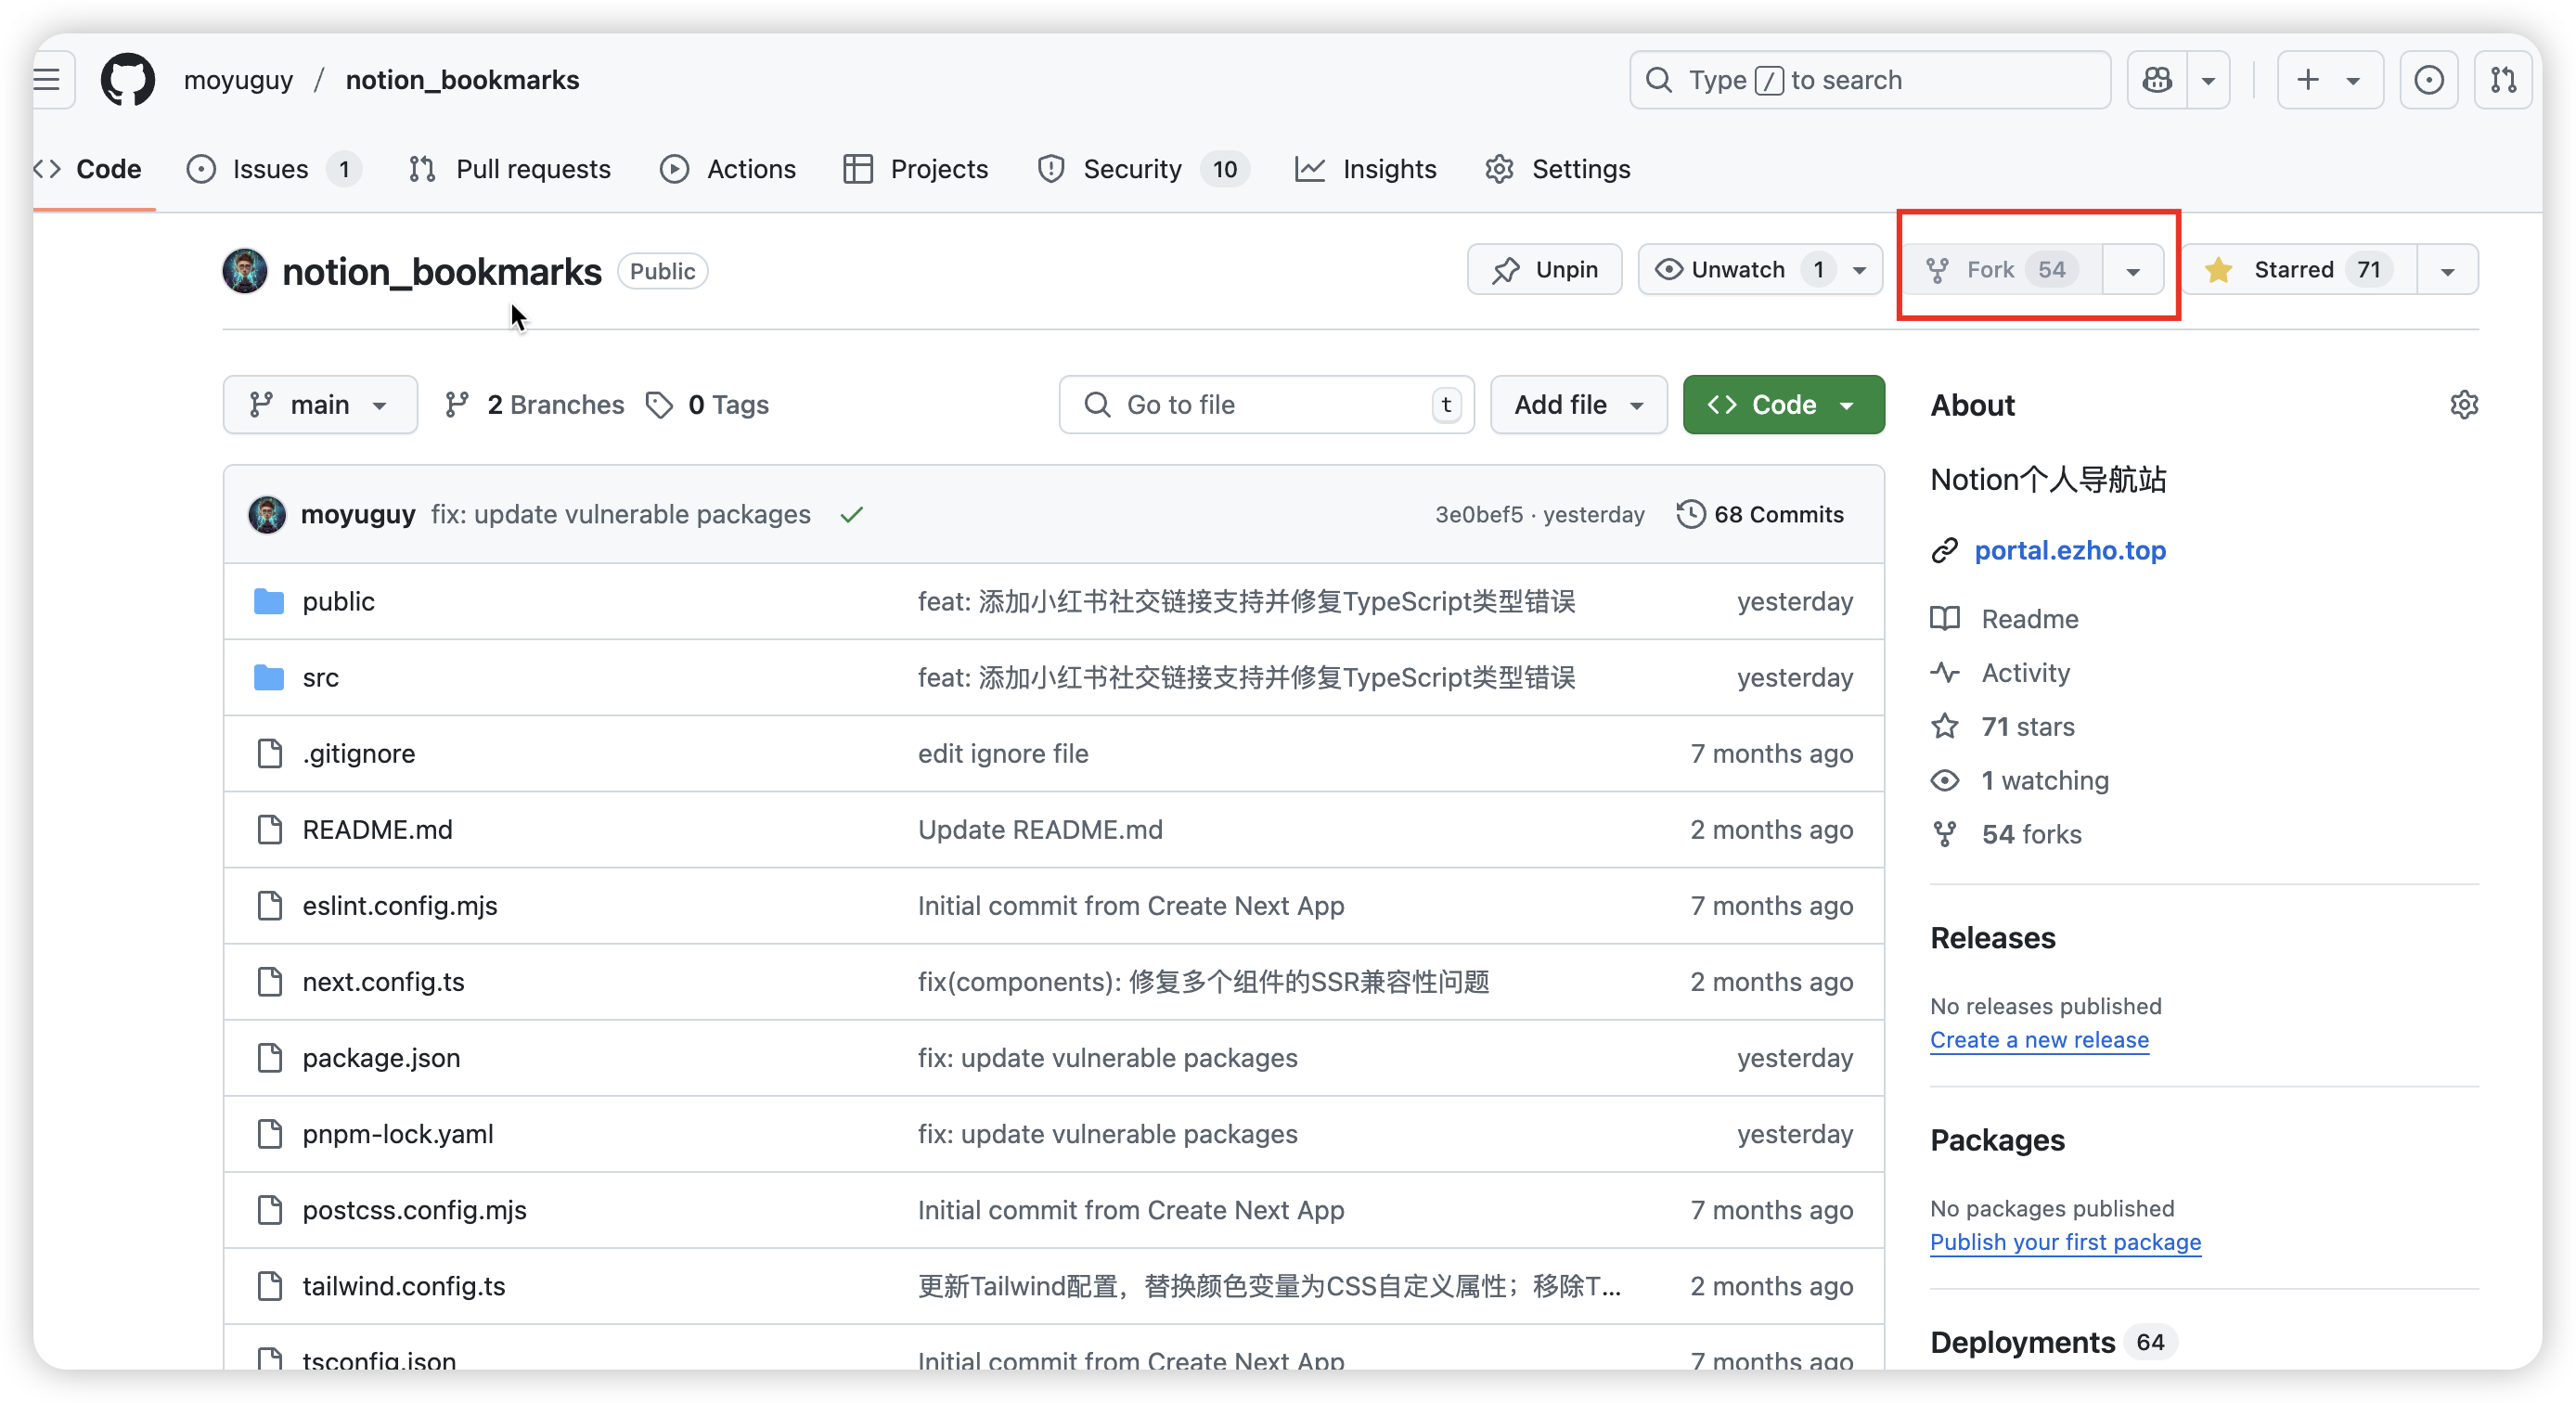 moyuguy / notion_bookmarks
Type / to search
Code
Issues 1
Pull requests
Actions
Projects
Security 10
Insights
Settings
notion_bookmarks Public
Unpin
Unwatch 1
Fork 54
Starred 71
main
2 Branches
0 Tags
Go to file t
Add file
Code
moyuguy fix: update vulnerable packages 3e0bef5 · yesterday 68 Commits
public feat: 添加小红书社交链接支持并修复TypeScript类型错误 yesterday
src feat: 添加小红书社交链接支持并修复TypeScript类型错误 yesterday
.gitignore edit ignore file 7 months ago
README.md Update README.md 2 months ago
eslint.config.mjs Initial commit from Create Next App 7 months ago
next.config.ts fix(components): 修复多个组件的SSR兼容性问题 2 months ago
package.json fix: update vulnerable packages yesterday
pnpm-lock.yaml fix: update vulnerable packages yesterday
postcss.config.mjs Initial commit from Create Next App 7 months ago
tailwind.config.ts 更新Tailwind配置，替换颜色变量为CSS自定义属性；移除T... 2 months ago
tsconfig.json Initial commit from Create Next App 7 months ago
About
Notion个人导航站
portal.ezho.top
Readme
Activity
71 stars
1 watching
54 forks
Releases
No releases published
Create a new release
Packages
No packages published
Publish your first package
Deployments 64